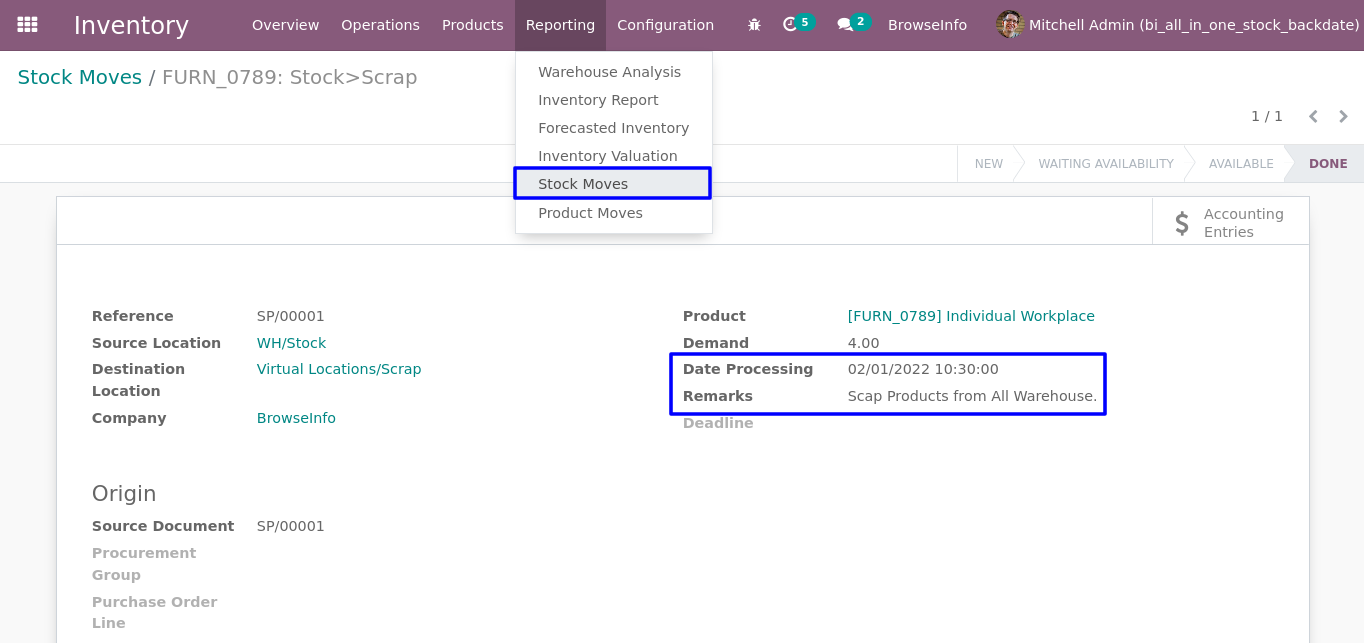 Inventory Overview Operations Products Reporting Configuration 5 2 BrowseInfo Mitchell Admin (bi_all_in_one_stock_backdate)
Stock Moves / FURN_0789: Stock>Scrap
Warehouse Analysis
Inventory Report
Forecasted Inventory
Inventory Valuation
Stock Moves
Product Moves
1 / 1
NEW WAITING AVAILABILITY AVAILABLE DONE
$ Accounting
Entries
Reference SP/00001
Source Location WH/Stock
Destination Virtual Locations/Scrap
Location
Company BrowseInfo
Product [FURN_0789] Individual Workplace
Demand 4.00
Date Processing 02/01/2022 10:30:00
Remarks Scap Products from All Warehouse.
Deadline
Origin
Source Document SP/00001
Procurement
Group
Purchase Order
Line